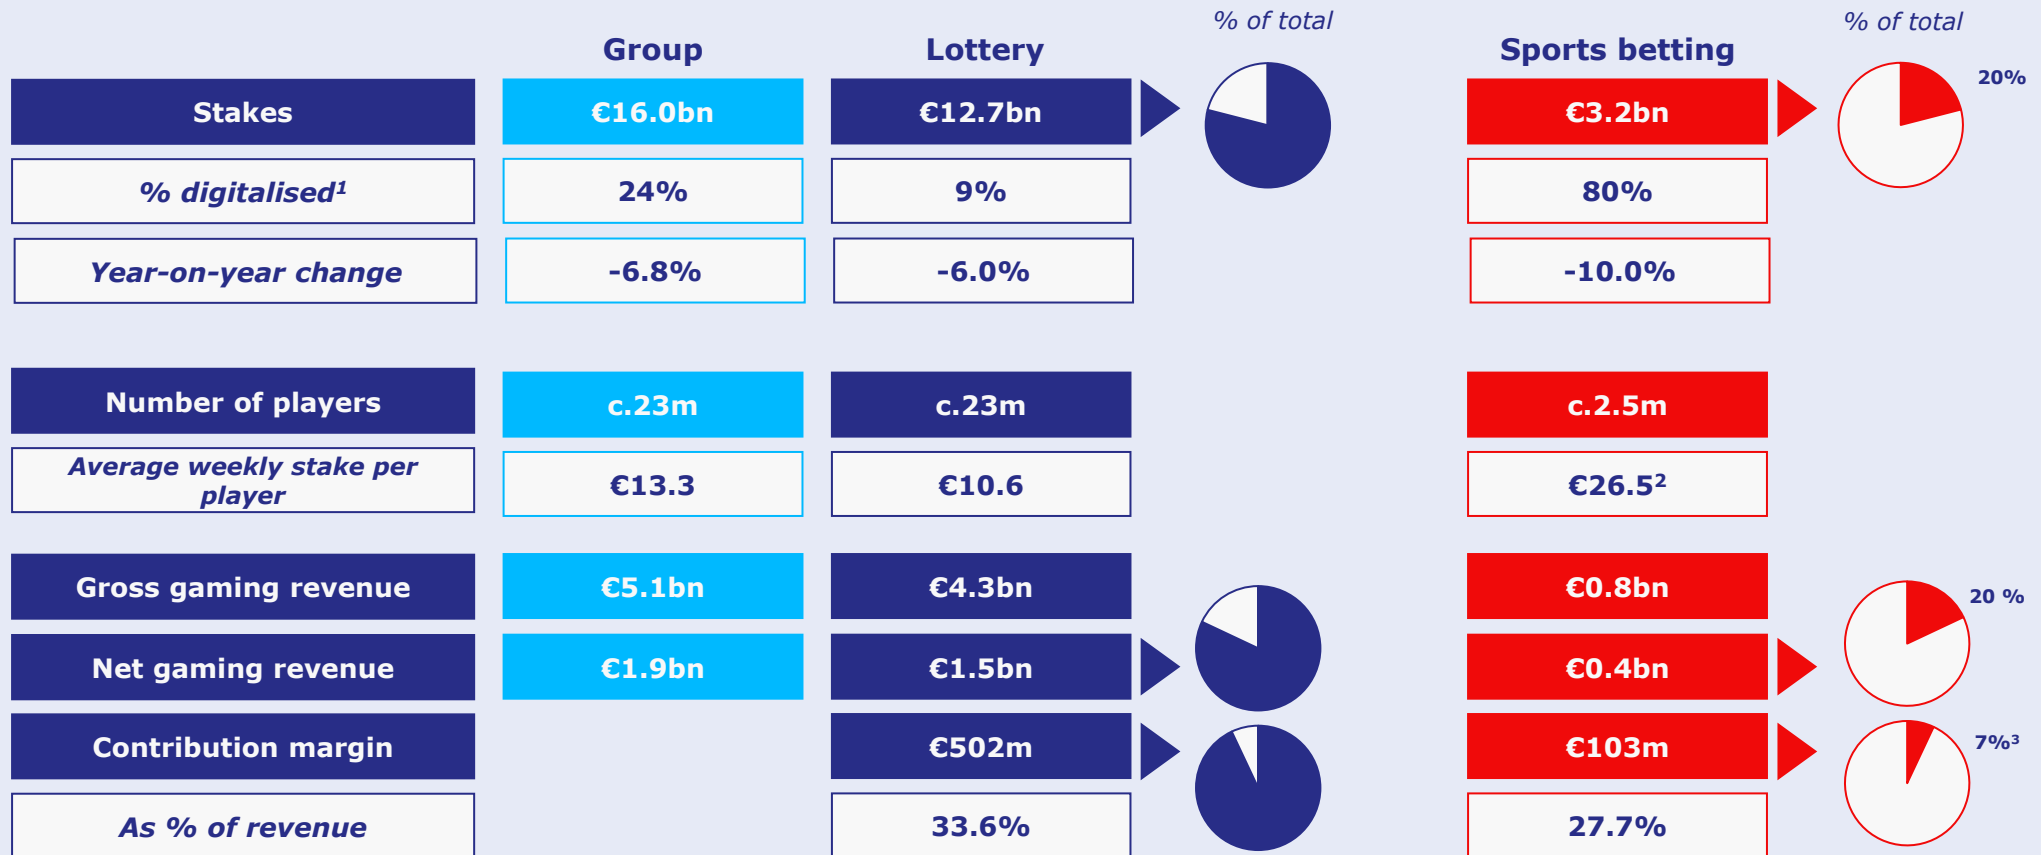 % of total
% of total
Group
Lottery
Sports betting
Stakes
€16.0bn
€12.7bn
€3.2bn
20%
% digitalised¹
24%
9%
80%
Year-on-year change
-6.8%
-6.0%
-10.0%
Number of players
c.23m
c.23m
c.2.5m
Average weekly stake per
player
€13.3
€10.6
€26.5²
Gross gaming revenue
€5.1bn
€4.3bn
€0.8bn
20 %
Net gaming revenue
€1.9bn
€1.5bn
€0.4bn
Contribution margin
€502m
€103m
7%³
As % of revenue
33.6%
27.7%